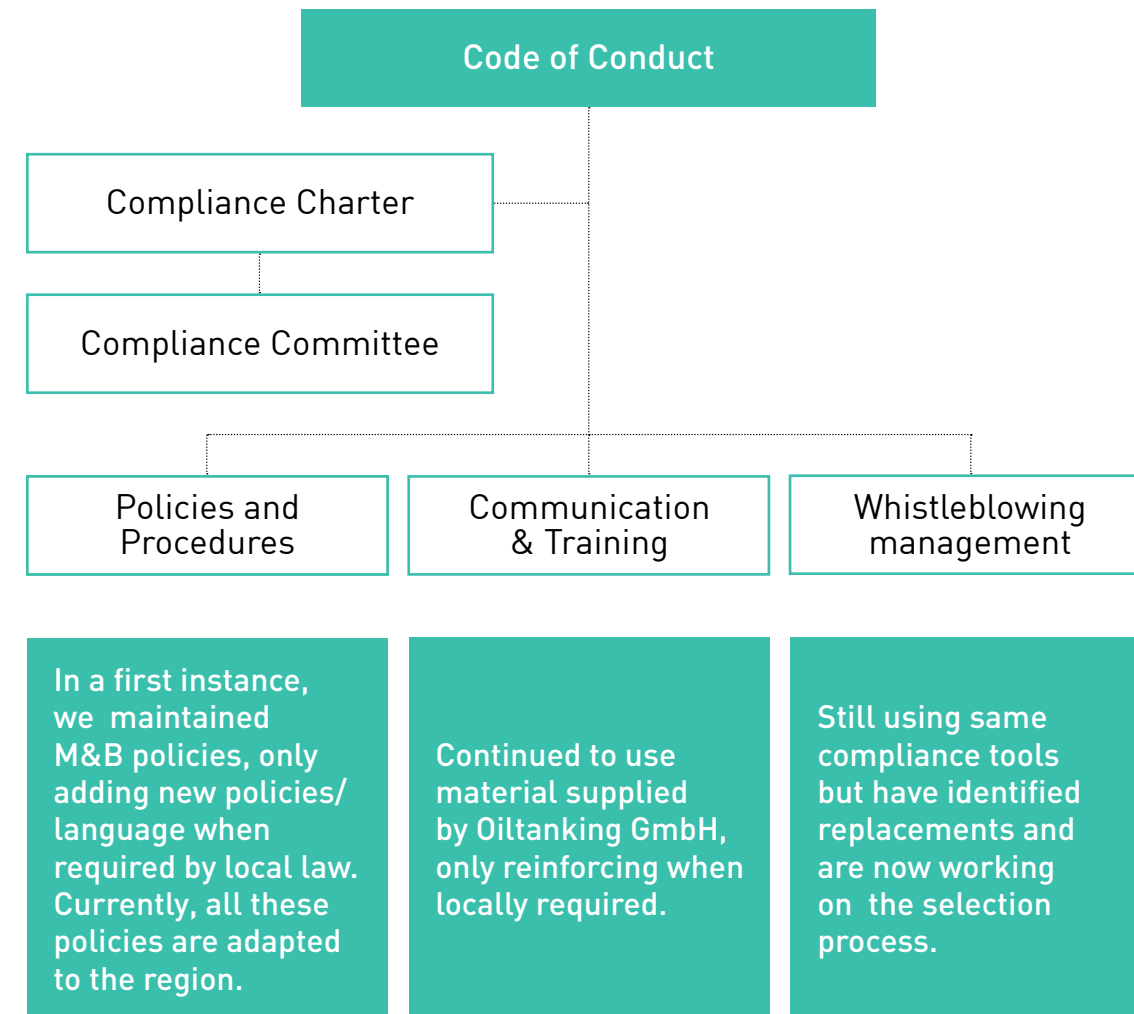 Code of Conduct
Compliance Charter
Compliance Committee
Policies and
Procedures
Communication
& Training
Whistleblowing
management
In a first instance,
we maintained
M&B policies, only
adding new policies/
language when
required by local law.
Currently, all these
policies are adapted
to the region.
Continued to use
material supplied
by Oiltanking GmbH,
only reinforcing when
locally required.
Still using same
compliance tools
but have identified
replacements and
are now working
on the selection
process.